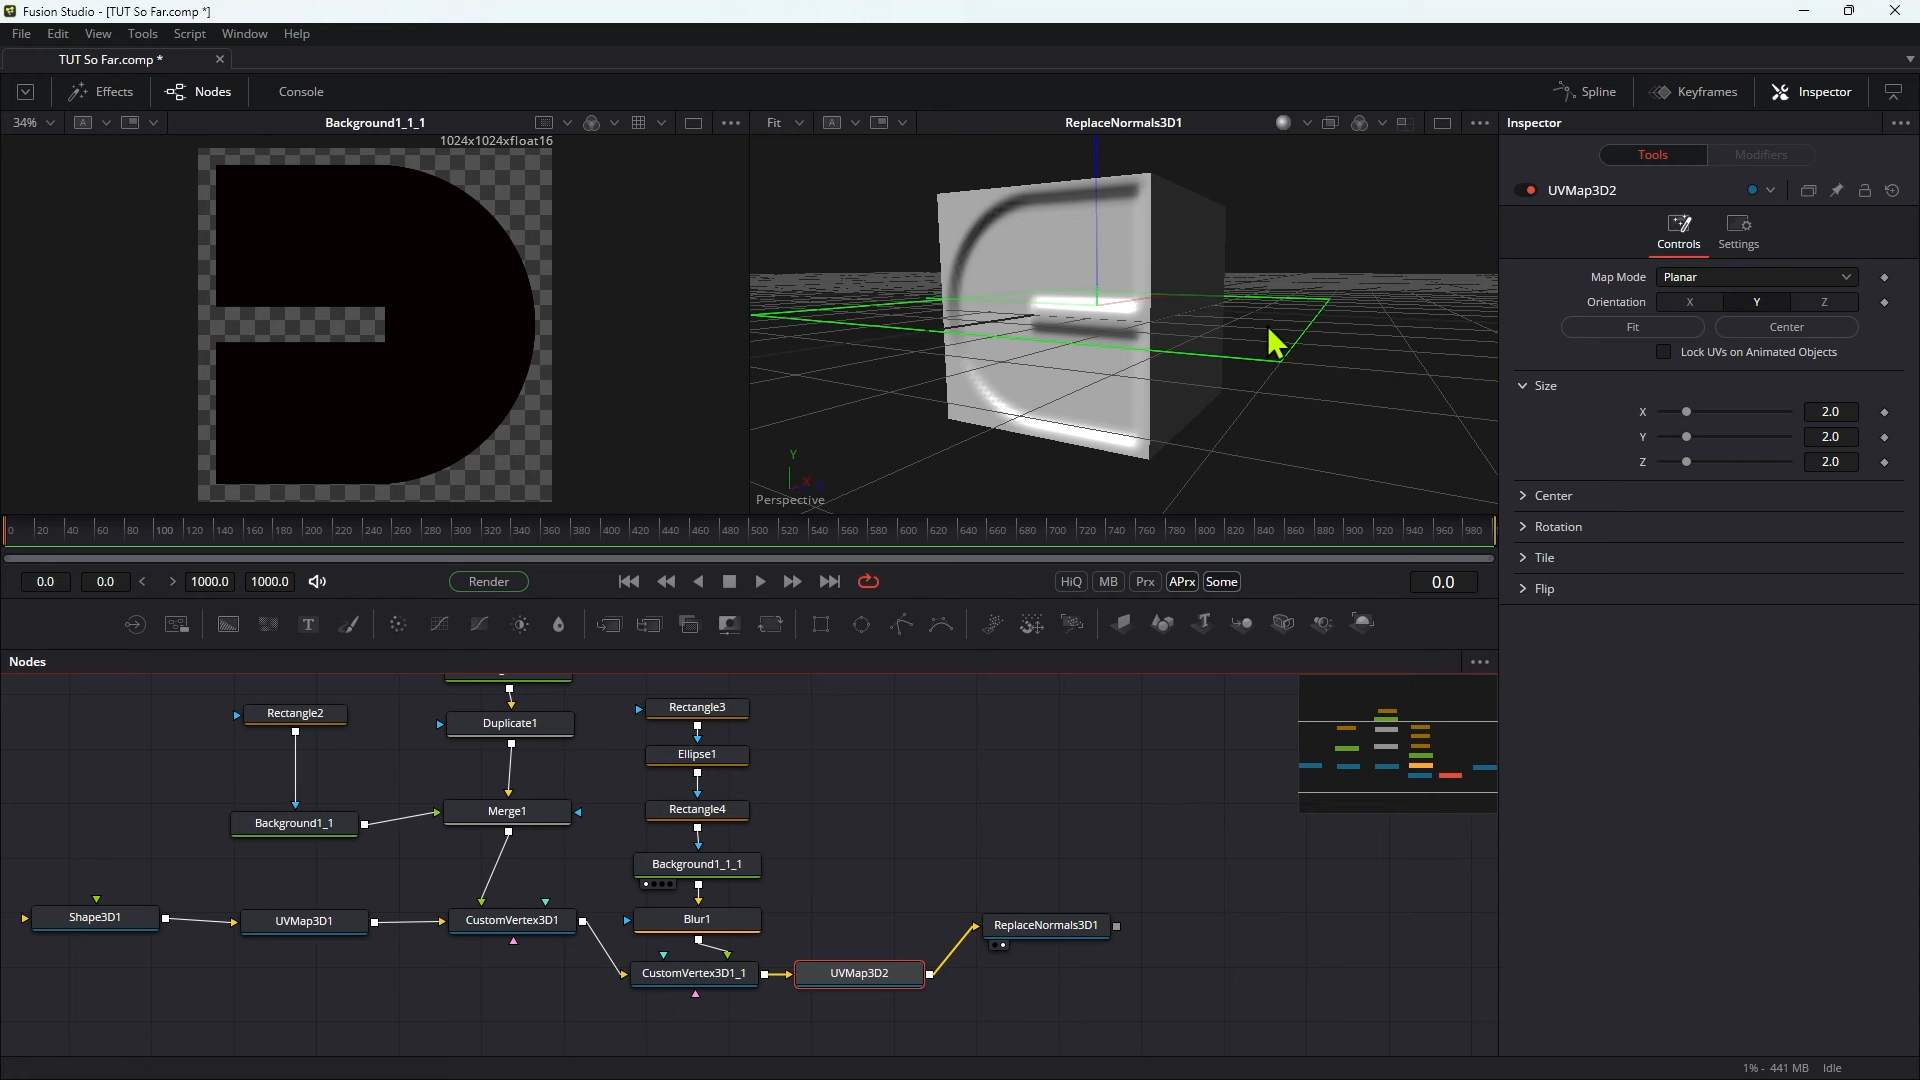 Fusion Studio - [TUT So Far.comp *]
File Edit View Tools Script Window Help
TUT So Far.comp *
Effects Nodes Console Spline Keyframes Inspector
34% A Background1_1_1 Fit A ReplaceNormals3D1 Inspector
1024x1024xfloat16
Tools Modifiers
UVMap3D2
Controls Settings
Map Mode Planar
Orientation X Y Z
Fit Center
Lock UVs on Animated Objects
Size
X 2.0
Y 2.0
Z 2.0
Center
Rotation
Tile
Flip
Y
X
Perspective
0 20 40 60 80 100 120 140 160 180 200 220 240 260 280 300 320 340 360 380 400 420 440 460 480 500 520 540 560 580 600 620 640 660 680 700 720 740 760 780 800 820 840 860 880 900 920 940 960 980
0.0 0.0 < > 1000.0 1000.0 Render HiQ MB Prx APrx Some 0.0
T
Nodes
Rectangle2 Duplicate1 Rectangle3
Ellipse1
Background1_1 Merge1 Rectangle4
Background1_1_1
Shape3D1 UVMap3D1 CustomVertex3D1 Blur1 ReplaceNormals3D1
CustomVertex3D1_1 UVMap3D2
1% - 441 MB Idle